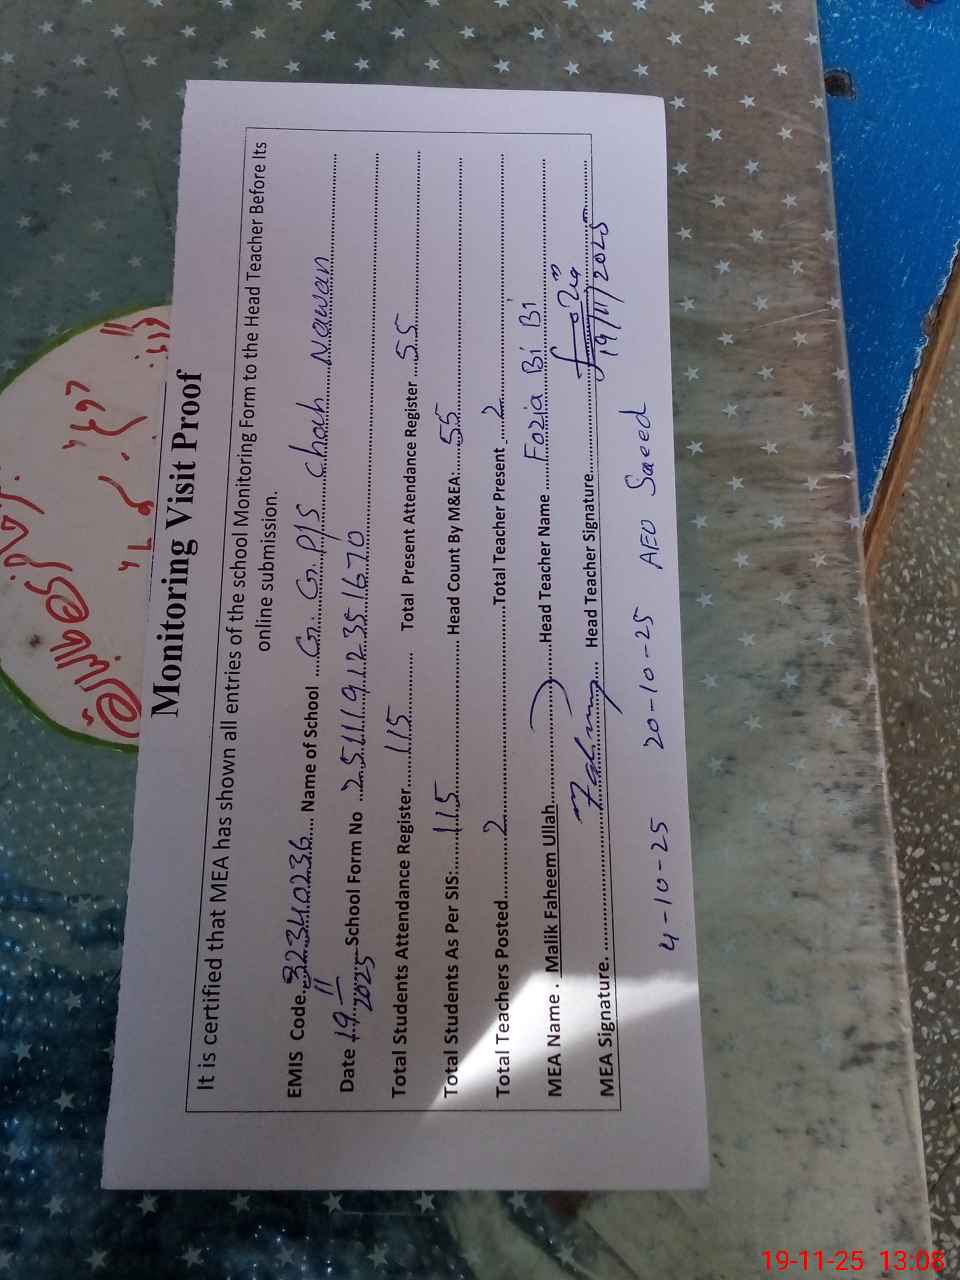 Monitoring Visit Proof
It is certified that MEA has shown all entries of the school Monitoring Form to the Head Teacher Before Its
online submission.
EMIS Code.32340236.... Name of School ....G. G. P/S Chah Nawan
Date 19/11/2025 School Form No ..25111912351670
Total Students Attendance Register......115 Total Present Attendance Register ....55
Total Students As Per SIS:......115 Head Count By M&EA:..55
Total Teachers Posted......2 Total Teacher Present..2
MEA Name . Malik Faheem Ullah Head Teacher Name ....Fozia Bi Bi
MEA Signature. Head Teacher Signature
19/11/2025
4-10-25 20-10-25 AEO Saeed
19-11-25 13:08